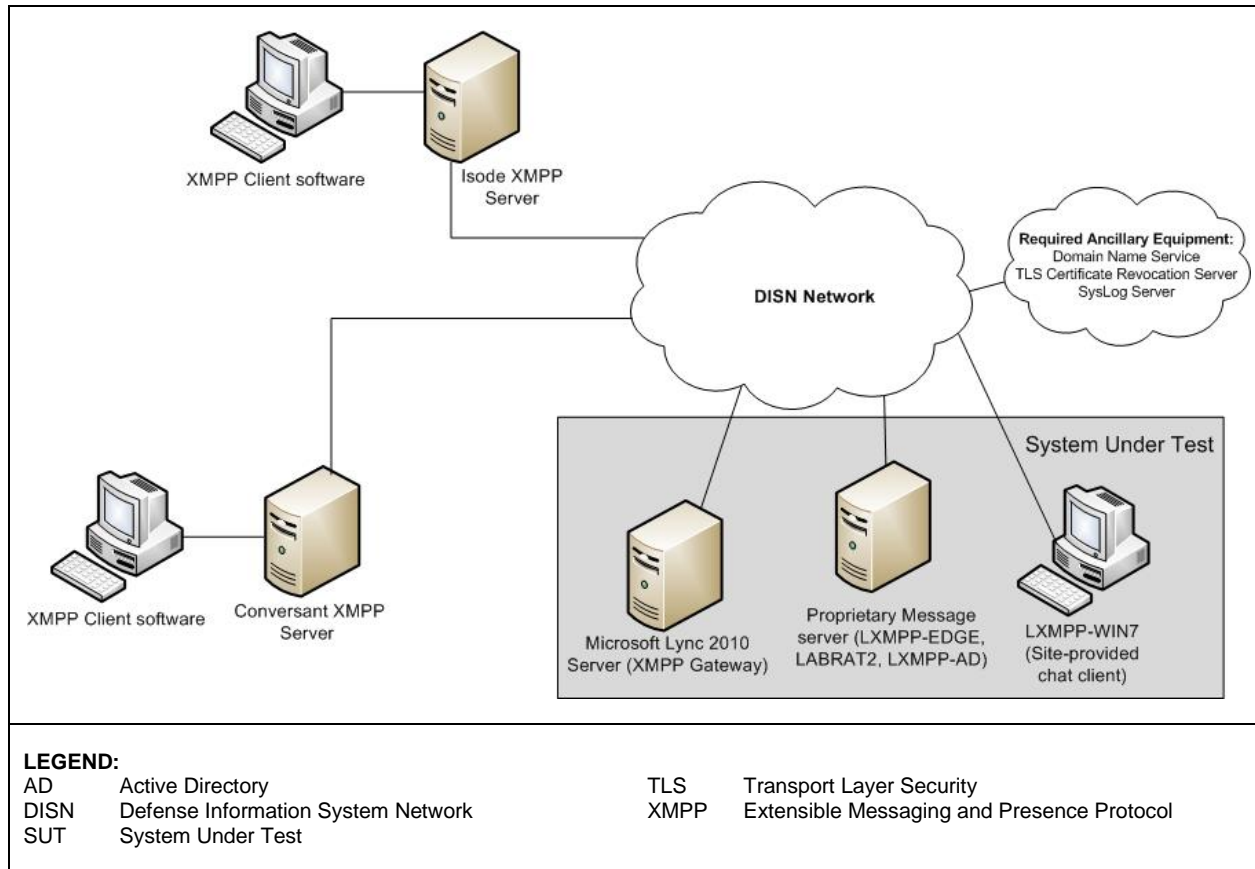 XMPP Client software
Isode XMPP
Server
DISN Network
Required Ancillary Equipment:
Domain Name Service
TLS Certificate Revocation Server
SysLog Server
System Under Test
XMPP Client software
Conversant XMPP
Server
Microsoft Lync 2010
Server (XMPP Gateway)
Proprietary Message
server (LXMPP-EDGE,
LABRAT2, LXMPP-AD)
LXMPP-WIN7
(Site-provided
chat client)
LEGEND:
AD Active Directory
DISN Defense Information System Network
SUT System Under Test
TLS Transport Layer Security
XMPP Extensible Messaging and Presence Protocol